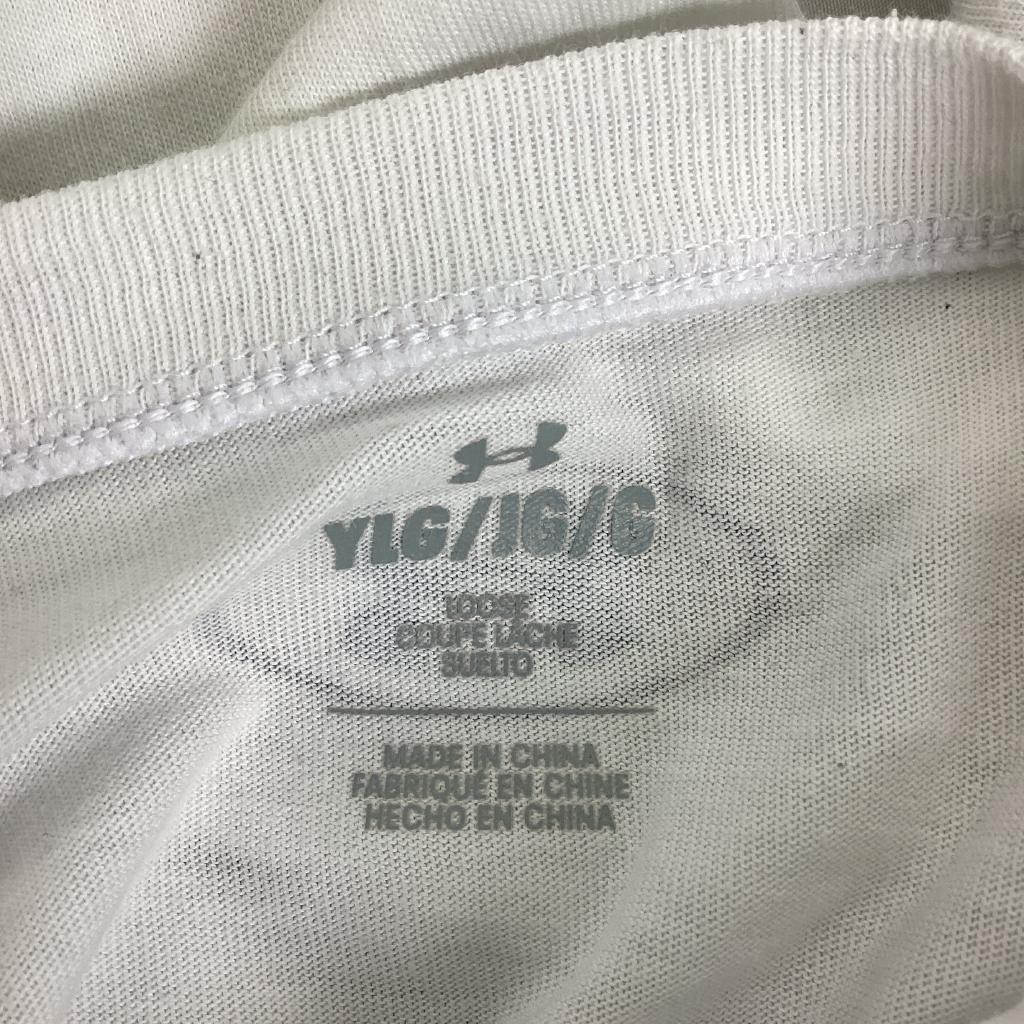 YLG/JG/G
LOOSE
COUPE LÂCHE
SUELTO
MADE IN CHINA
FABRIQUÉ EN CHINE
HECHO EN CHINA